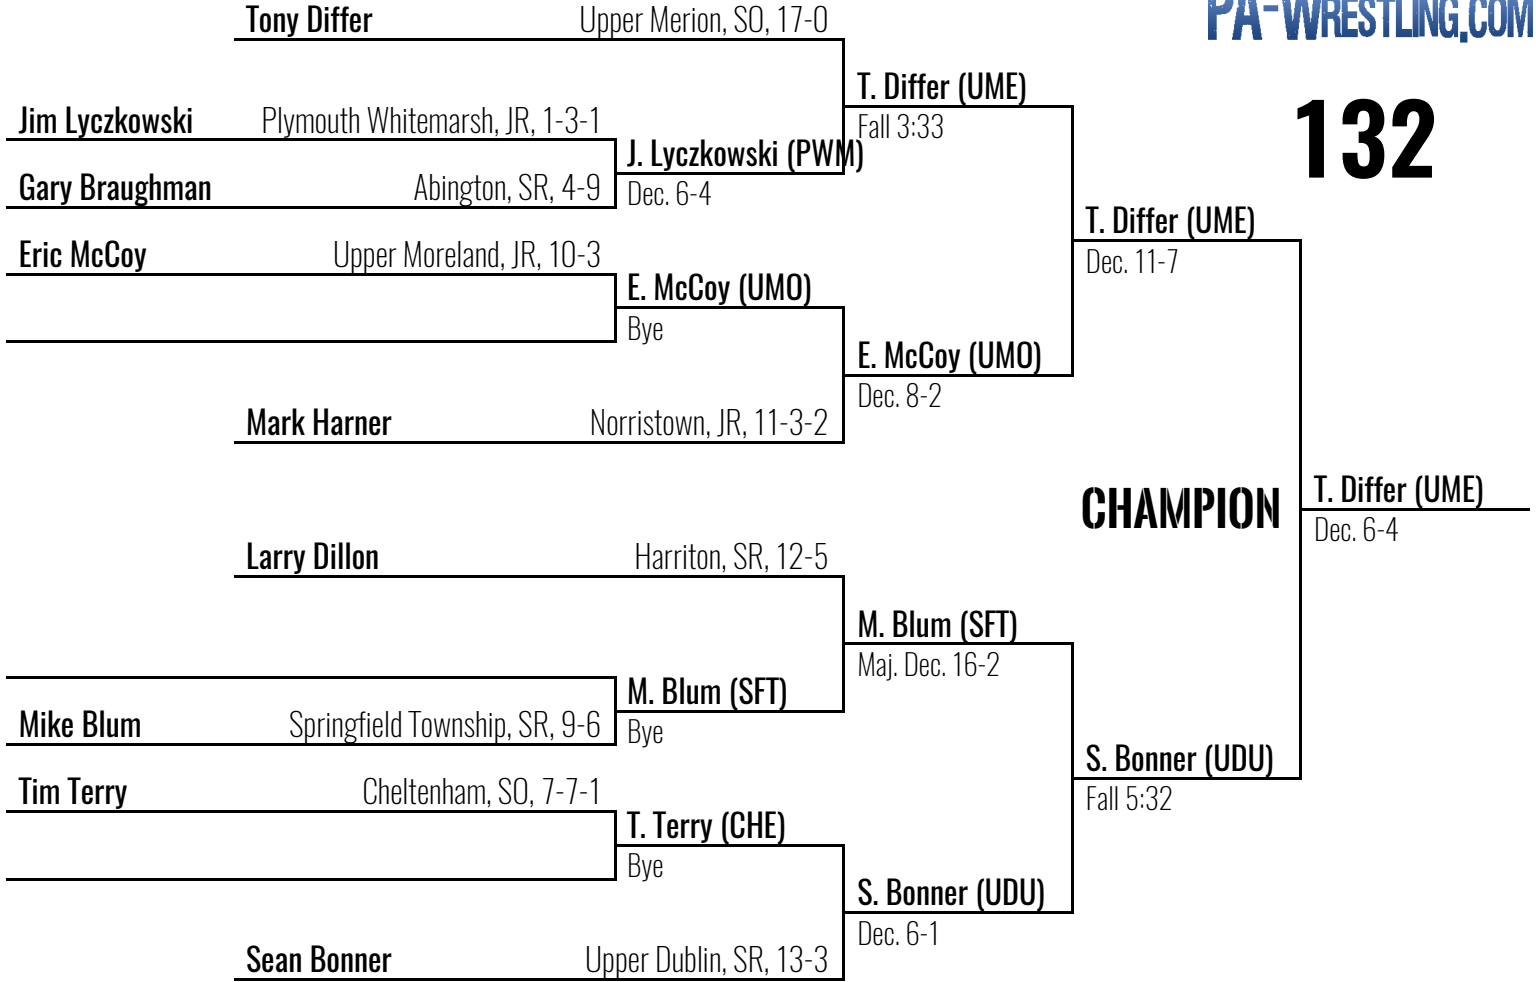 PA-WRESTLING.COM
132
Tony Differ Upper Merion, SO, 17-0
T. Differ (UME)
Fall 3:33
Jim Lyczkowski Plymouth Whitemarsh, JR, 1-3-1
J. Lyczkowski (PWM)
Dec. 6-4
Gary Braughman Abington, SR, 4-9
T. Differ (UME)
Dec. 11-7
Eric McCoy Upper Moreland, JR, 10-3
E. McCoy (UMO)
Bye
E. McCoy (UMO)
Dec. 8-2
Mark Harner Norristown, JR, 11-3-2
CHAMPION
T. Differ (UME)
Dec. 6-4
Larry Dillon Harriton, SR, 12-5
M. Blum (SFT)
Maj. Dec. 16-2
M. Blum (SFT)
Bye
Mike Blum Springfield Township, SR, 9-6
S. Bonner (UDU)
Fall 5:32
Tim Terry Cheltenham, SO, 7-7-1
T. Terry (CHE)
Bye
S. Bonner (UDU)
Dec. 6-1
Sean Bonner Upper Dublin, SR, 13-3